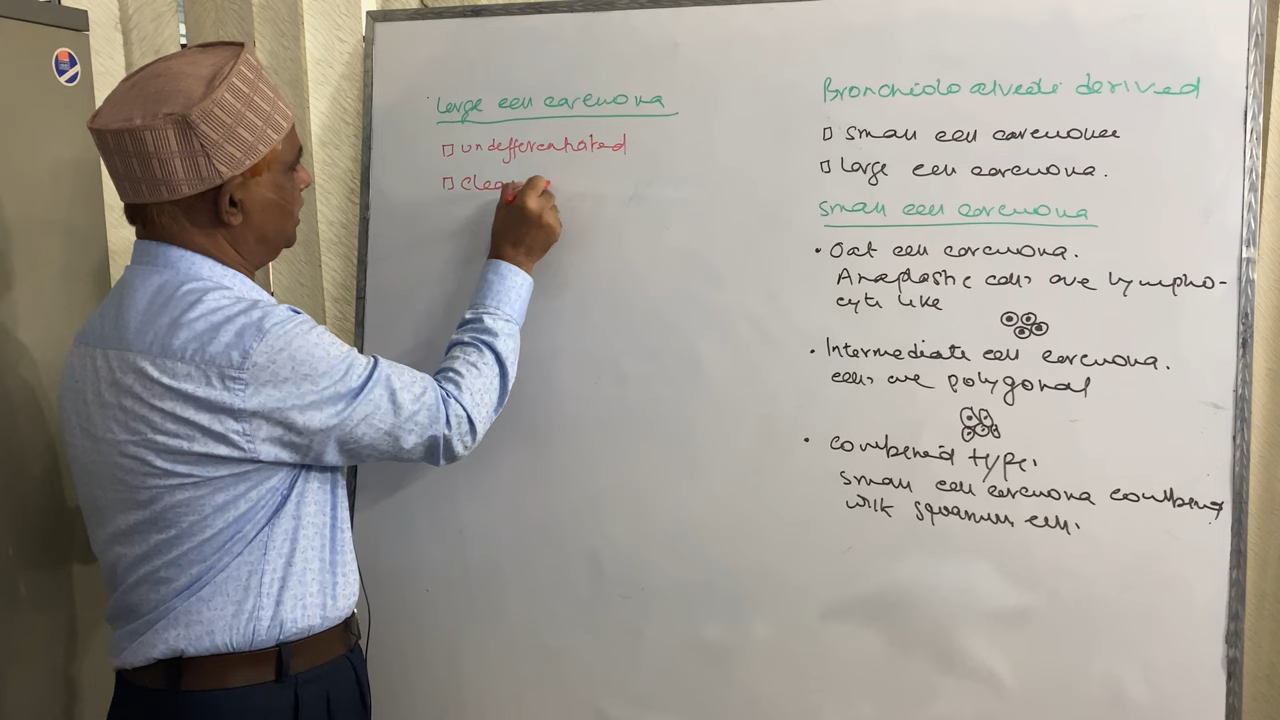 Large cell carcinoma
undifferentiated
Clea
Bronchiolo alveoli derived
small cell carcinoma
Large cell carcinoma.
small cell carcinoma
• Oat cell carcinoma.
Anaplastic cells are lympho-
cyte like
• Intermediate cell carcinoma.
cells are polygonal
• combined type.
small cell carcinoma combined
with squamous cell.